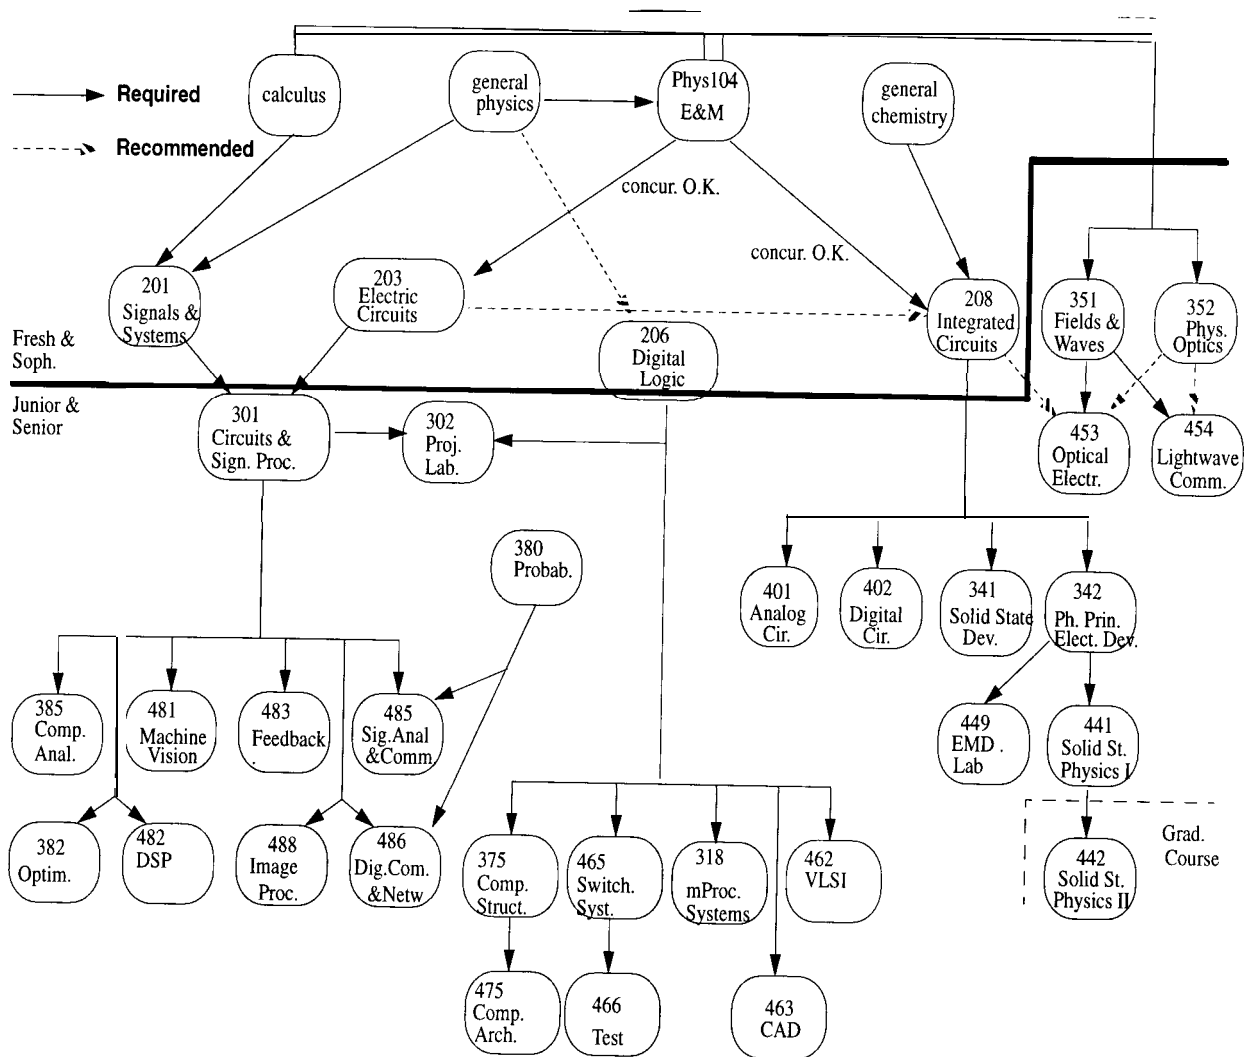 Required
Recommended
calculus
general
physics
Phys104
E&M
general
chemistry
concur. O.K.
concur. O.K.
201
Signals &
Systems
203
Electric
Circuits
206
Digital
Logic
208
Integrated
Circuits
351
Fields &
Waves
352
Phys.
Optics
Fresh &
Soph.
Junior &
Senior
301
Circuits &
Sign. Proc.
302
Proj.
Lab.
453
Optical
Electr.
454
Lightwave
Comm.
380
Probab.
401
Analog
Cir.
402
Digital
Cir.
341
Solid State
Dev.
342
Ph. Prin.
Elect. Dev.
385
Comp.
Anal.
481
Machine
Vision
483
Feedback
485
Sig.Anal
&Comm.
449
EMD .
Lab
441
Solid St.
Physics I
382
Optim.
482
DSP
488
Image
Proc.
486
Dig.Com.
&Netw
375
Comp.
Struct.
465
Switch.
Syst.
318
mProc.
Systems
462
VLSI
442
Solid St.
Physics II
Grad.
Course
475
Comp.
Arch.
466
Test
463
CAD